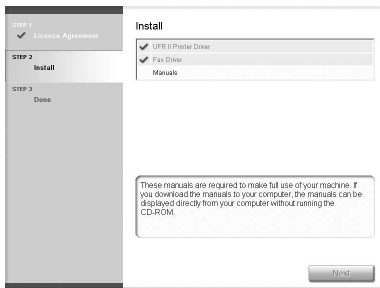 STEP 1
License Agreement
STEP 2
Install
STEP 3
Done
Install
UFR II Printer Driver
Fax Driver
Manuals
These manuals are required to make full use of your machine. If
you download the manuals to your computer, the manuals can be
displayed directly from your computer without running the
CD-ROM.
Next